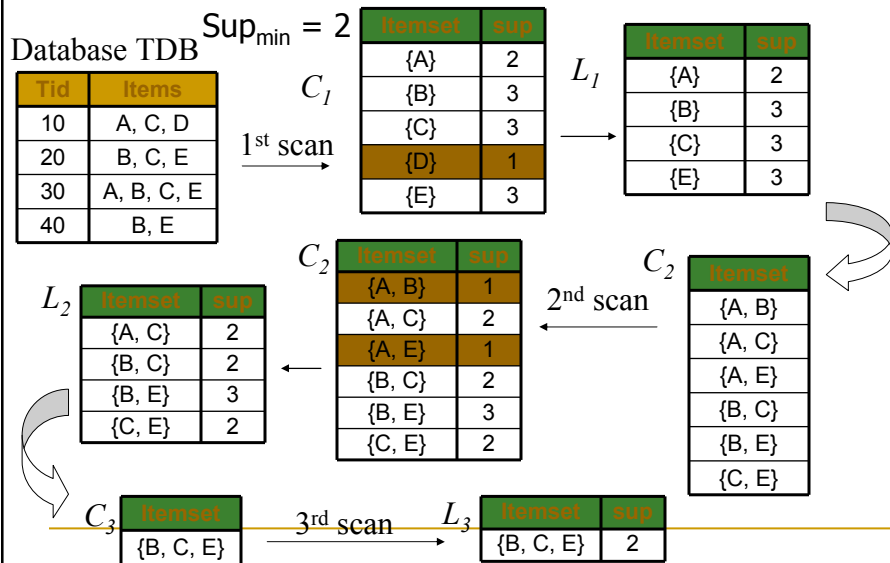 Database TDB
Tid Items
10 A, C, D
20 B, C, E
30 A, B, C, E
40 B, E
Supmin = 2
1st scan
C1
Itemset sup
{A} 2
{B} 3
{C} 3
{D} 1
{E} 3
L1
Itemset sup
{A} 2
{B} 3
{C} 3
{E} 3
C2
Itemset
{A, B}
{A, C}
{A, E}
{B, C}
{B, E}
{C, E}
2nd scan
C2
Itemset sup
{A, B} 1
{A, C} 2
{A, E} 1
{B, C} 2
{B, E} 3
{C, E} 2
L2
Itemset sup
{A, C} 2
{B, C} 2
{B, E} 3
{C, E} 2
C3
Itemset
{B, C, E}
3rd scan
L3
Itemset sup
{B, C, E} 2